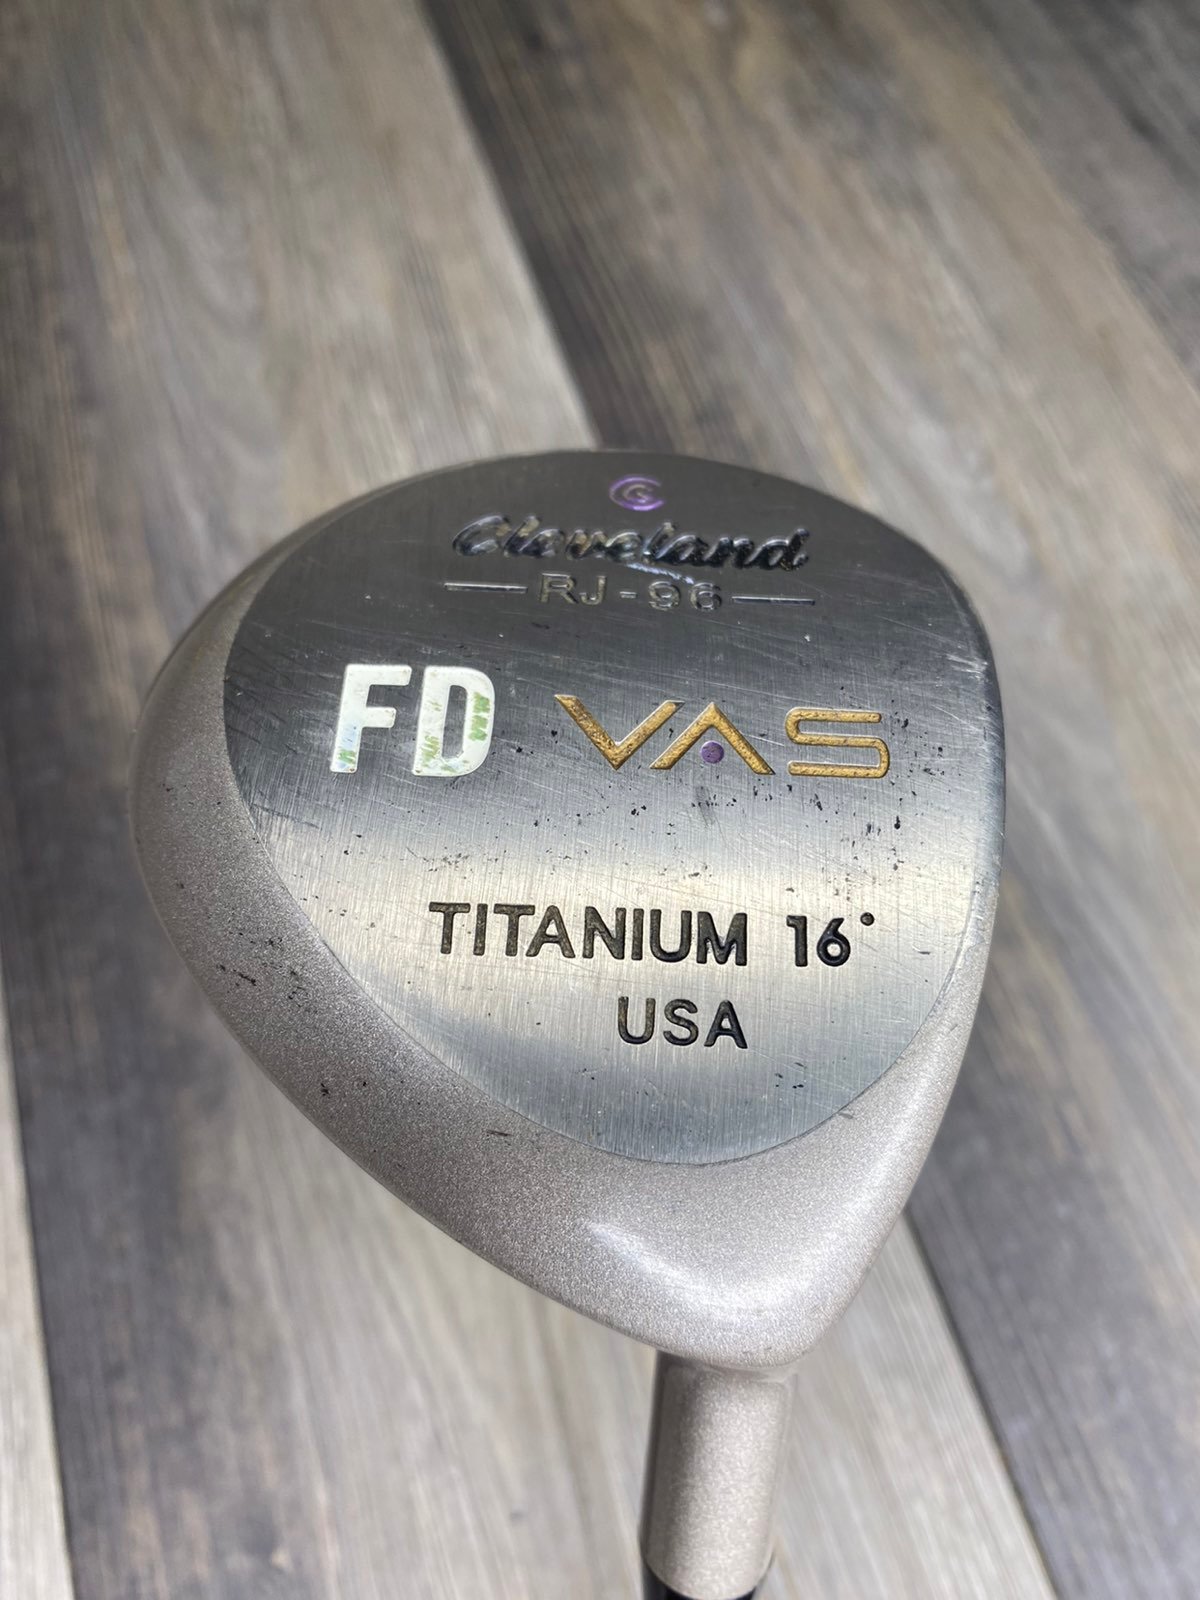 Cleveland
RJ-96
FD VAS
TITANIUM 16°
USA